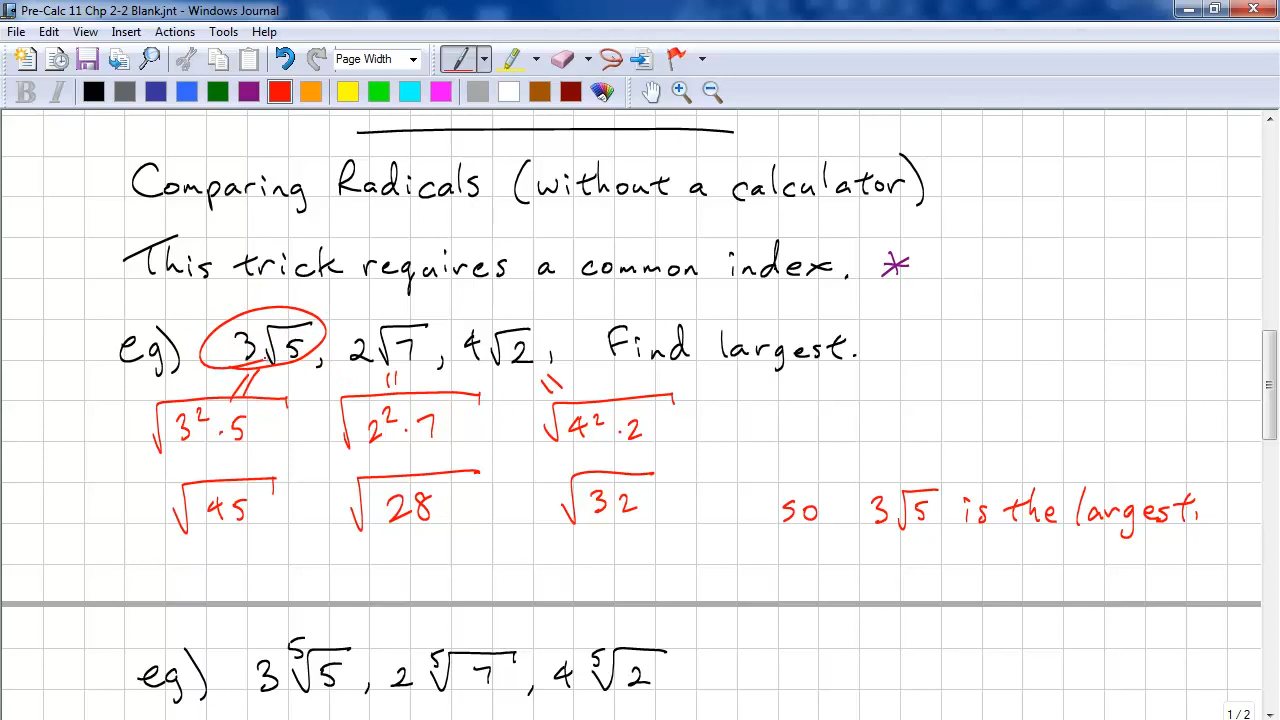 Pre-Calc 11 Chp 2-2 Blank.jnt - Windows Journal
File Edit View Insert Actions Tools Help
Page Width
B I
Comparing Radicals (without a calculator)
This trick requires a common index. *
eg) 3√5, 2√7, 4√2, Find largest.
√3²·5 √2²·7 √4²·2
√45 √28 √32 so 3√5 is the largest.
eg) 3⁵√5, 2⁵√7, 4⁵√2
1/2